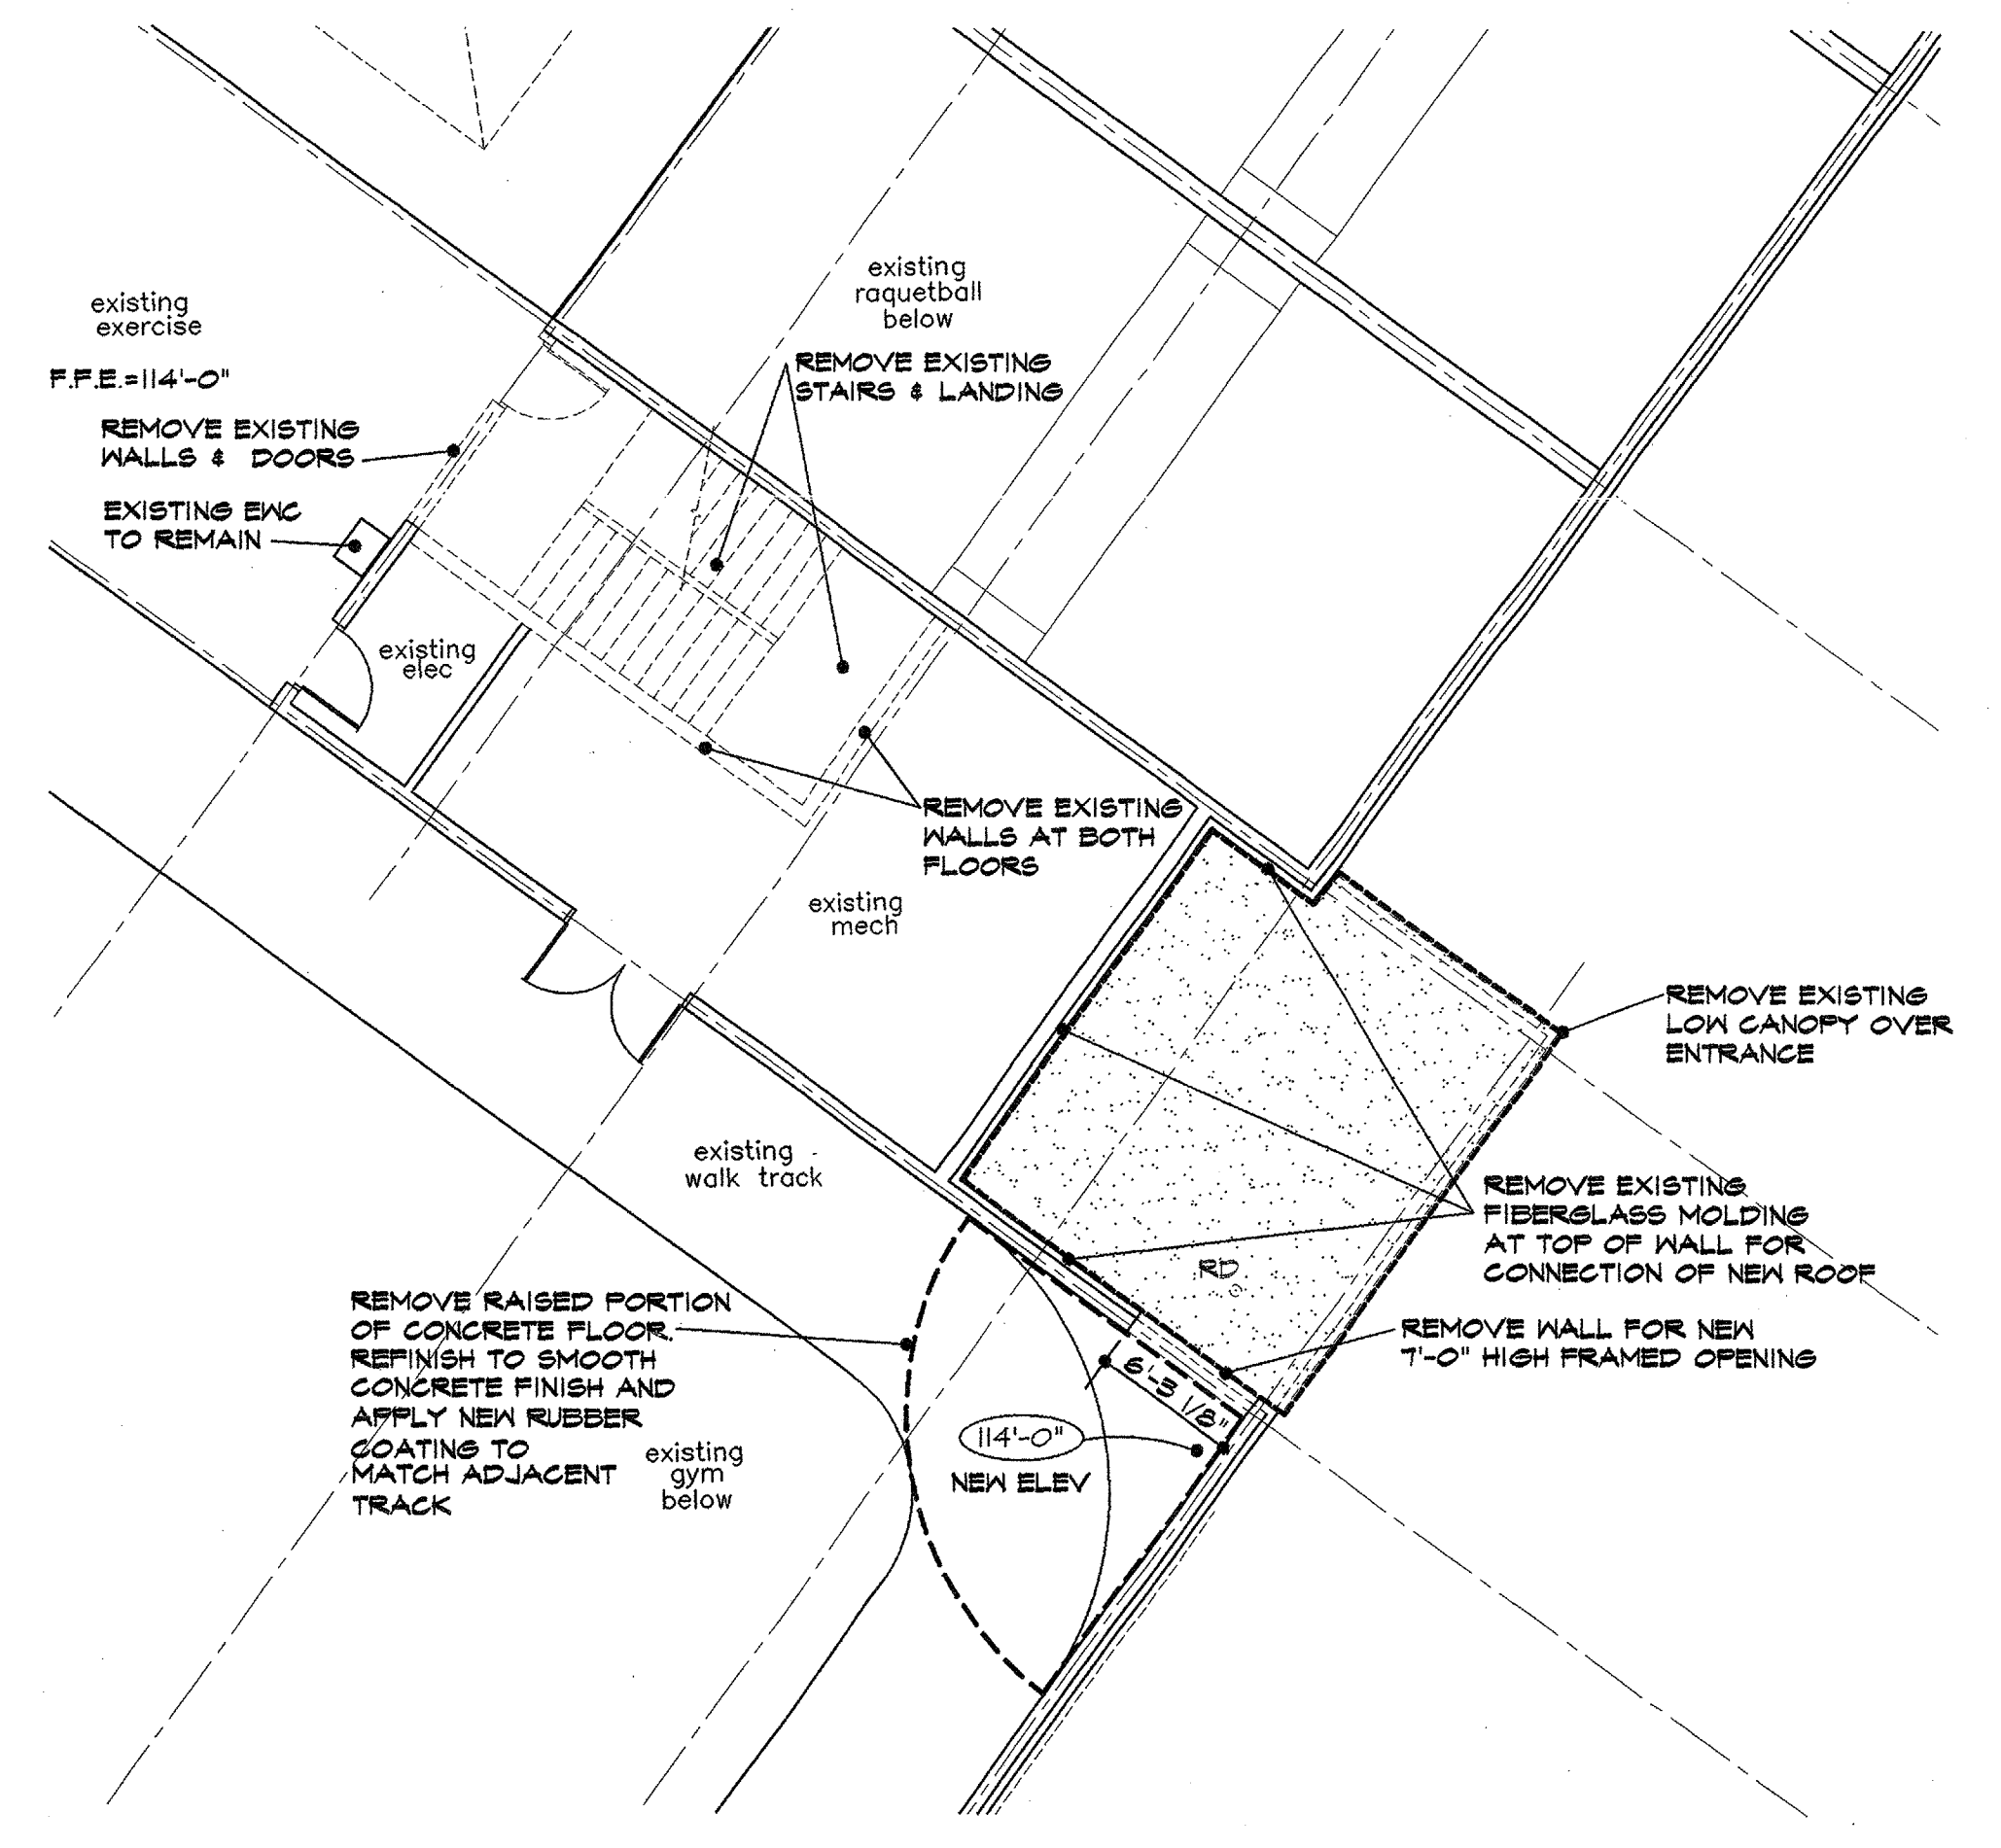 existing
raquetball
below
existing
exercise
F.F.E.=114'-0"
REMOVE EXISTING
STAIRS & LANDING
REMOVE EXISTING
WALLS & DOORS
EXISTING EWC
TO REMAIN
existing
elec
REMOVE EXISTING
WALLS AT BOTH
FLOORS
existing
mech
REMOVE EXISTING
LOW CANOPY OVER
ENTRANCE
existing
walk track
REMOVE EXISTING
FIBERGLASS MOLDING
AT TOP OF WALL FOR
CONNECTION OF NEW ROOF
RD
REMOVE RAISED PORTION
OF CONCRETE FLOOR.
REFINISH TO SMOOTH
CONCRETE FINISH AND
APPLY NEW RUBBER
COATING TO
MATCH ADJACENT
TRACK
REMOVE WALL FOR NEW
7'-0" HIGH FRAMED OPENING
6'-3 1/8"
114'-0"
NEW ELEV
existing
gym
below